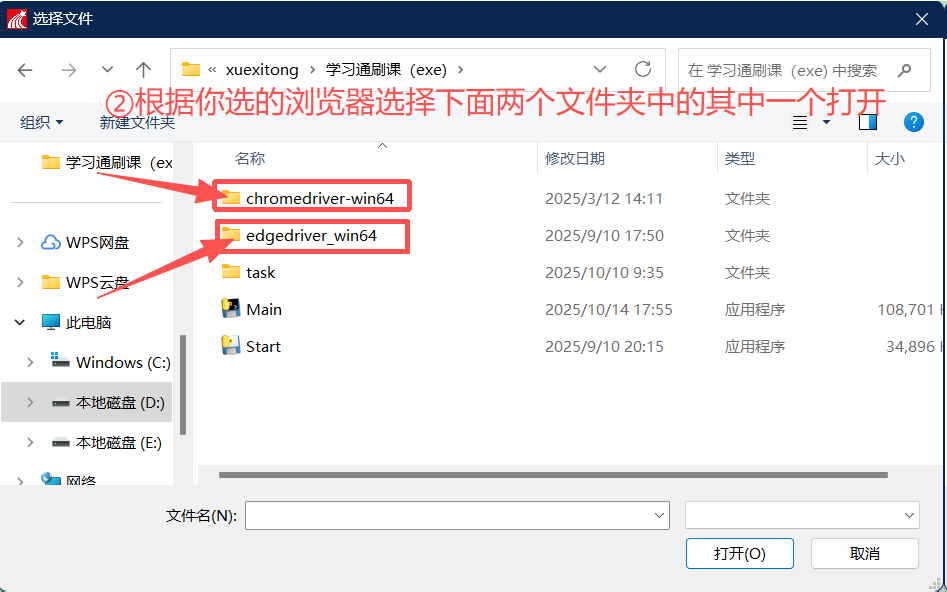 选择文件
« xuexitong › 学习通刷课 (exe) ›
在 学习通刷课 (exe) 中搜索
②根据你选的浏览器选择下面两个文件夹中的其中一个打开
组织
新建文件夹
学习通刷课 (ex
名称 修改日期 类型 大小
chromedriver-win64 2025/3/12 14:11 文件夹
edgedriver_win64 2025/9/10 17:50 文件夹
task 2025/10/10 9:35 文件夹
Main 2025/10/14 17:55 应用程序 108,701
Start 2025/9/10 20:15 应用程序 34,896
WPS网盘
WPS云盘
此电脑
Windows (C:)
本地磁盘 (D:)
本地磁盘 (E:)
网络
文件名(N):
打开(O)
取消